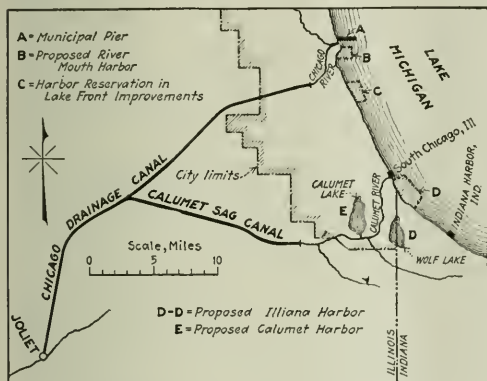 A = Municipal Pier
B = Proposed River
Mouth Harbor
C = Harbor Reservation in
Lake Front Improvements
A
B
C
CHICAGO
RIVER
LAKE
MICHIGAN
South Chicago, Ill
INDIANA HARBOR,
IND.
City limits
CALUMET
LAKE
E
CALUMET RIVER
D
D
WOLF LAKE
CHICAGO DRAINAGE CANAL
CALUMET SAG CANAL
Scale, Miles
0 5 10
JOLIET
D-D = Proposed Illiana Harbor
E = Proposed Calumet Harbor
ILLINOIS
INDIANA